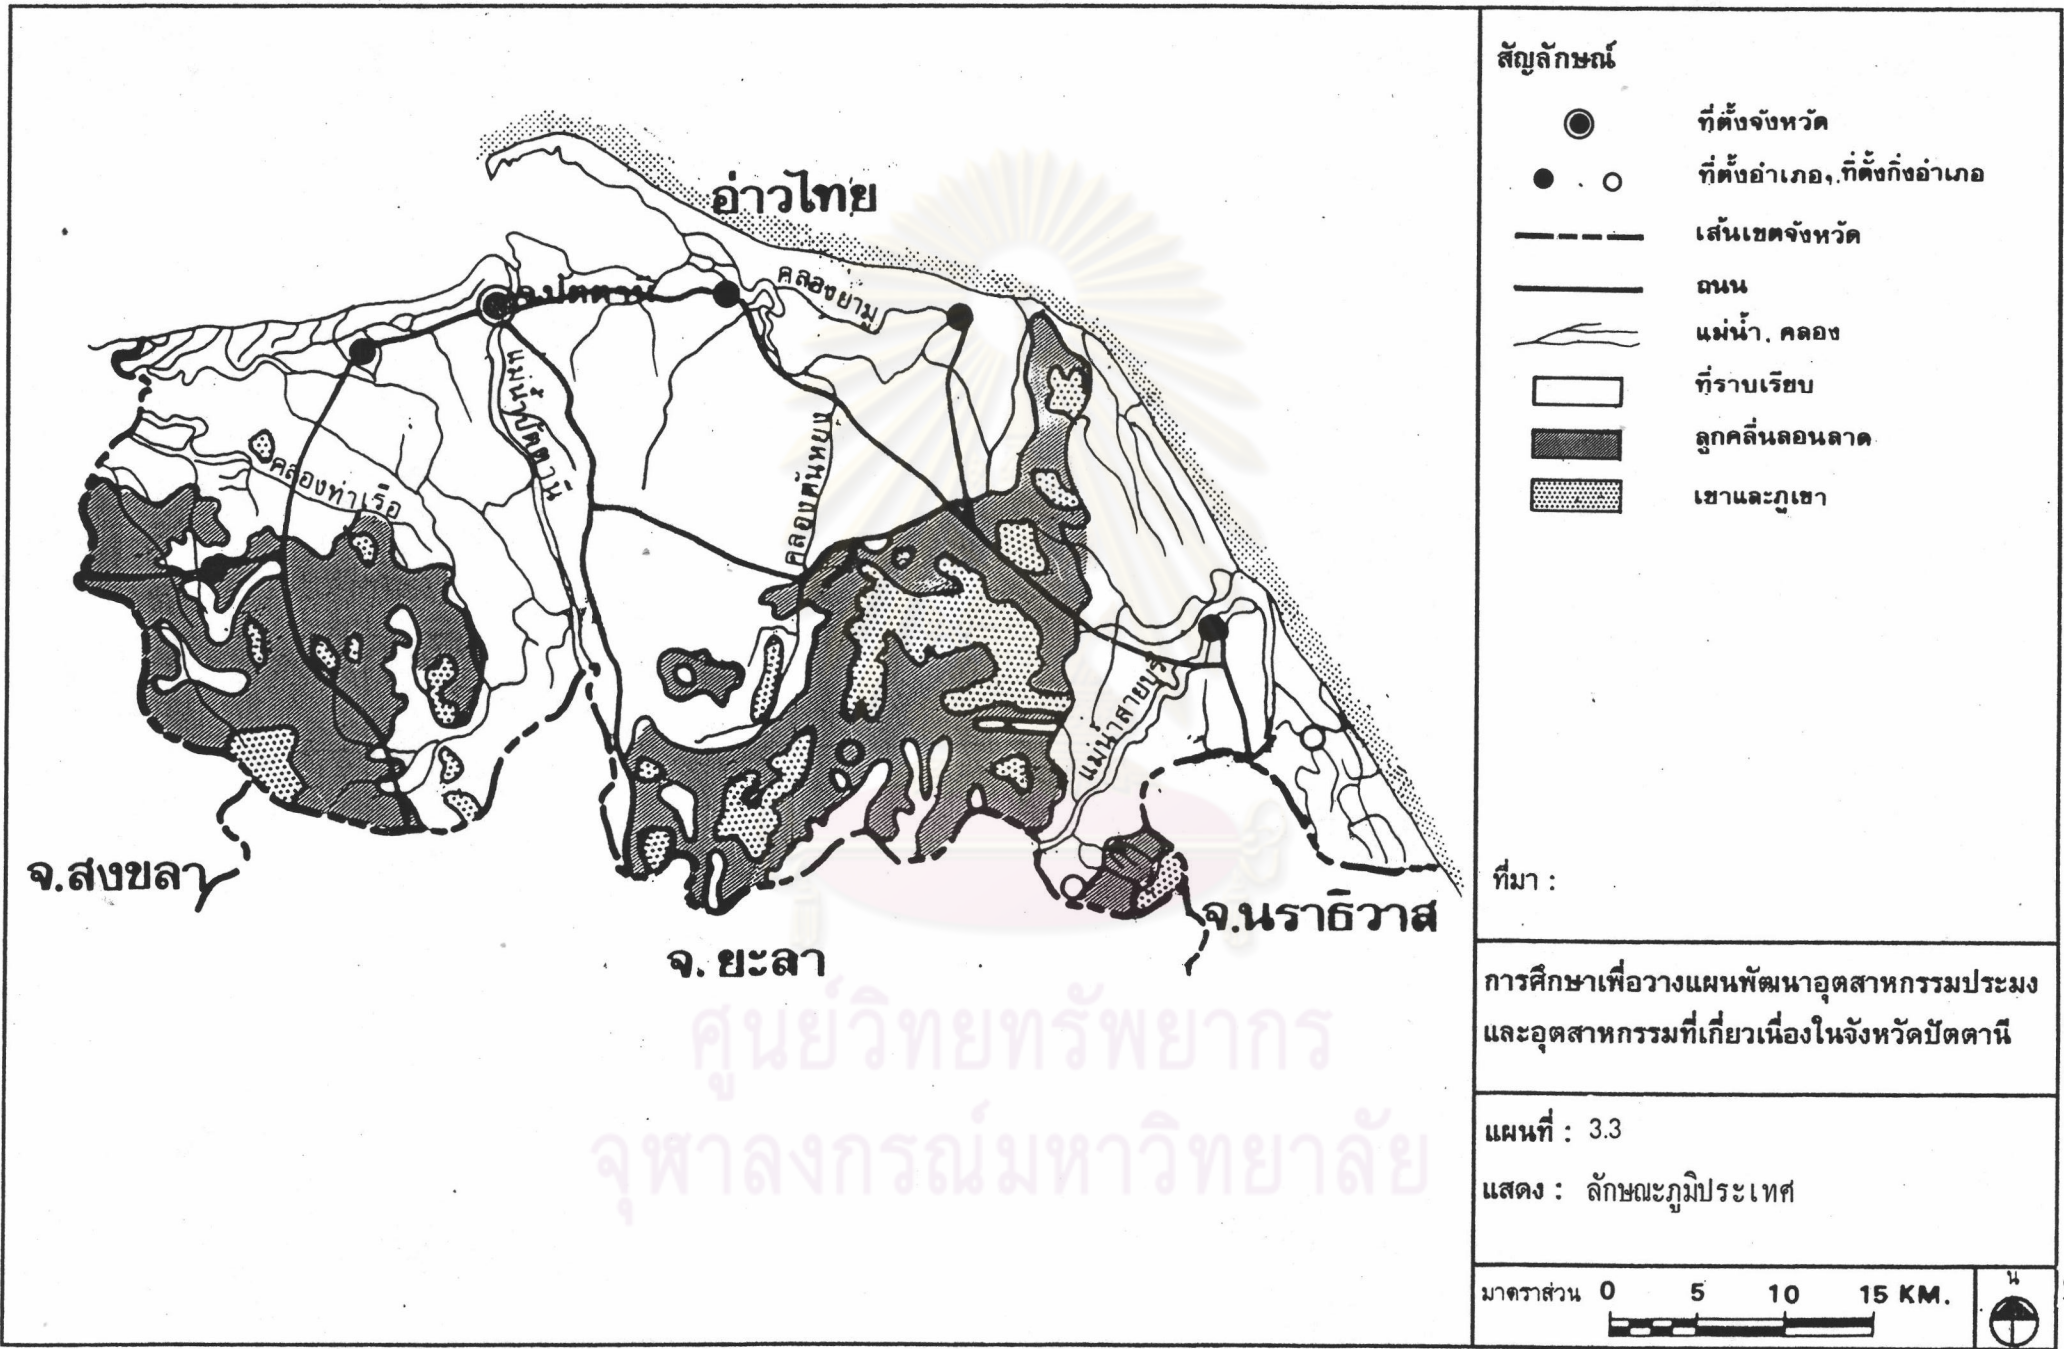 อ่าวไทย
คลองยามู
จ.ปัตตานี
แม่น้ำปัตตานี
คลองตันหยง
คลองท่าเรือ
แม่น้ำสายบุรี
จ.สงขลา
จ.ยะลา
จ.นราธิวาส
ศูนย์วิทยทรัพยากร
จุฬาลงกรณ์มหาวิทยาลัย
สัญลักษณ์
ที่ตั้งจังหวัด
ที่ตั้งอำเภอ, ที่ตั้งกิ่งอำเภอ
เส้นเขตจังหวัด
ถนน
แม่น้ำ, คลอง
ที่ราบเรียบ
ลูกคลื่นลอนลาด
เขาและภูเขา
ที่มา :
การศึกษาเพื่อวางแผนพัฒนาอุตสาหกรรมประมง
และอุตสาหกรรมที่เกี่ยวเนื่องในจังหวัดปัตตานี
แผนที่ : 3.3
แสดง : ลักษณะภูมิประเทศ
มาตราส่วน 0 5 10 15 KM.
น